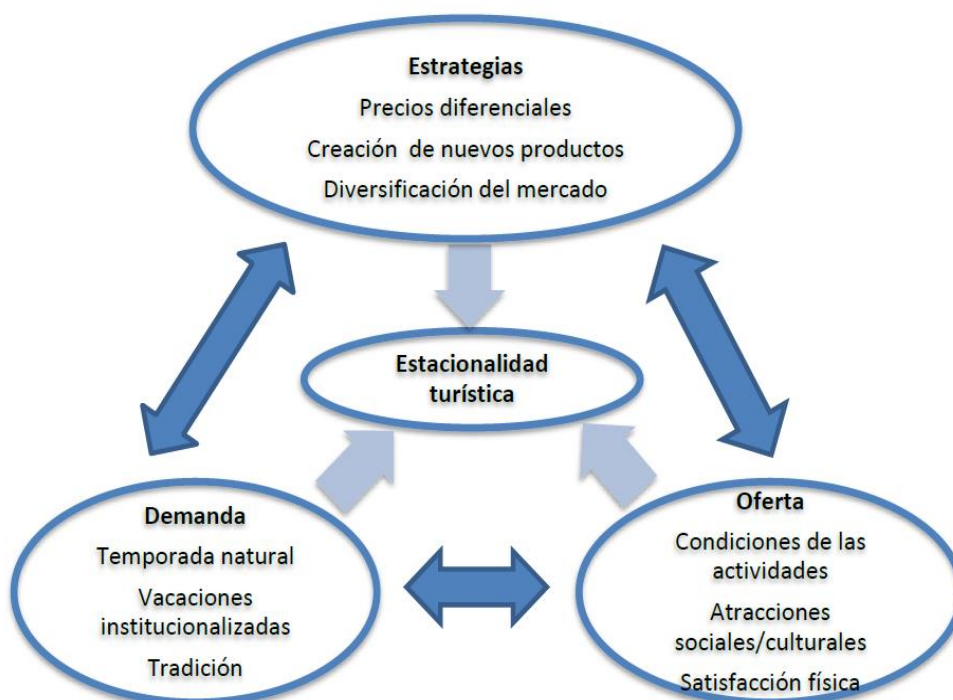 Estrategias
Precios diferenciales
Creación de nuevos productos
Diversificación del mercado
Estacionalidad
turística
Demanda
Temporada natural
Vacaciones
institucionalizadas
Tradición
Oferta
Condiciones de las
actividades
Atracciones
sociales/culturales
Satisfacción física